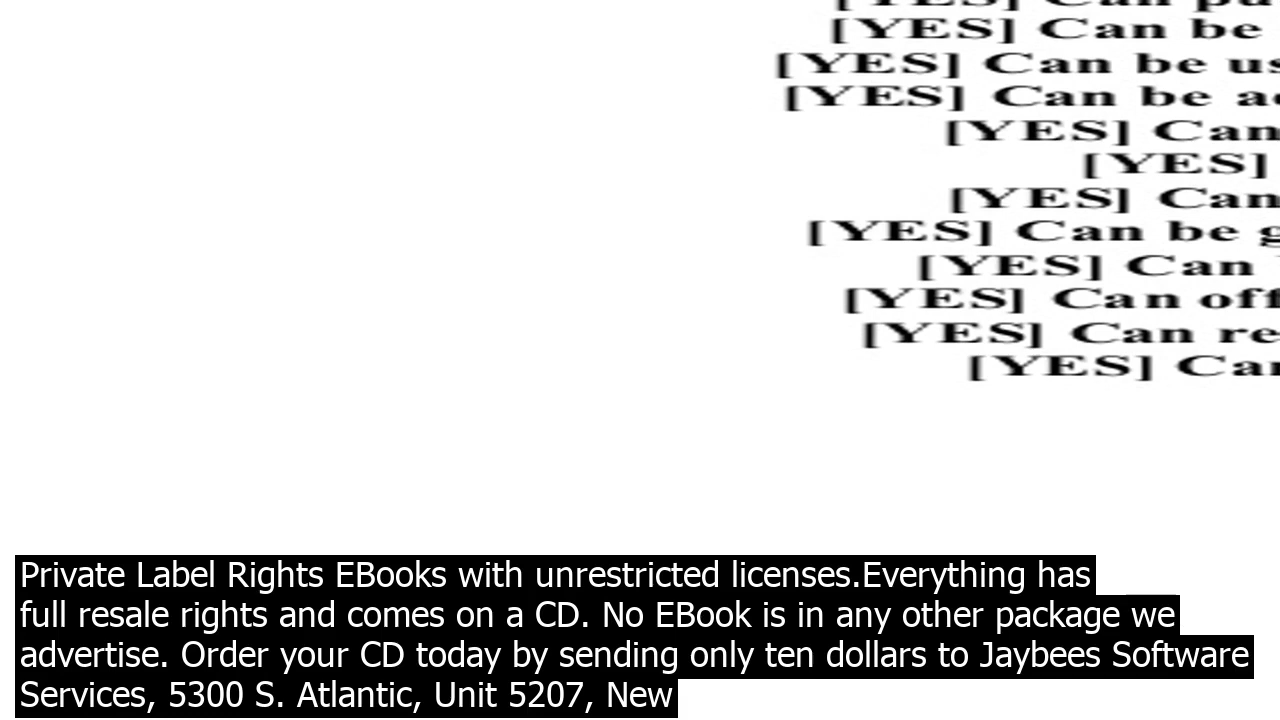 [YES] Can
[YES] Can be
[YES] Can be
[YES] Can be
[YES] Can
[YES]
[YES] Can
[YES] Can be
[YES] Can
[YES] Can
[YES] Can
[YES]
Private Label Rights EBooks with unrestricted licenses.Everything has
full resale rights and comes on a CD. No EBook is in any other package we
advertise. Order your CD today by sending only ten dollars to Jaybees Software
Services, 5300 S. Atlantic, Unit 5207, New